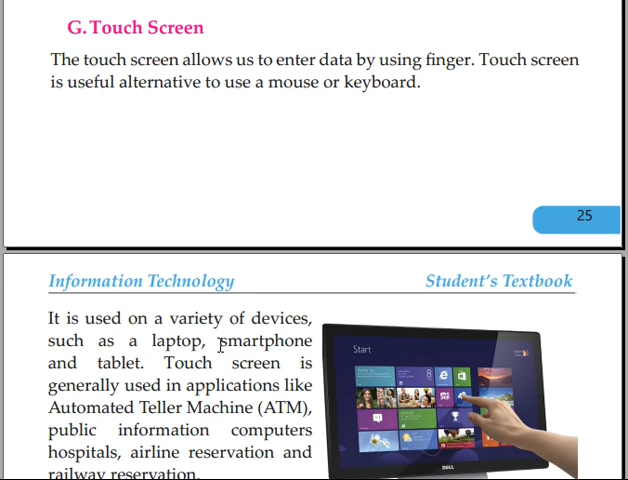 G. Touch Screen
The touch screen allows us to enter data by using finger. Touch screen
is useful alternative to use a mouse or keyboard.
25
Information Technology Student's Textbook
It is used on a variety of devices,
such as a laptop, smartphone
and tablet. Touch screen is
generally used in applications like
Automated Teller Machine (ATM),
public information computers
hospitals, airline reservation and
railway reservation.
Start
DELL